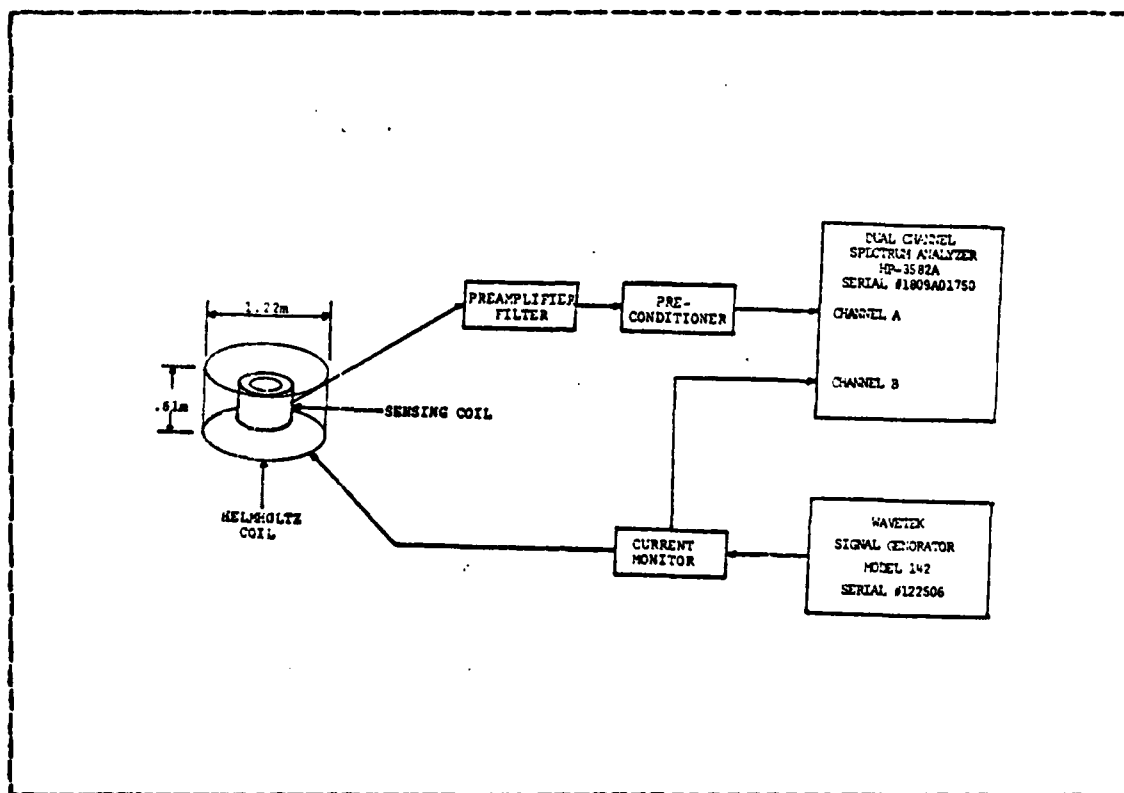 DUAL CHANNEL
SPECTRUM ANALYZER
HP-3582A
SERIAL #1809A01750
CHANNEL A
CHANNEL B
PREAMPLIFIER
FILTER
PRE-
CONDITIONER
1.22m
.61m
SENSING COIL
HELMHOLTZ
COIL
CURRENT
MONITOR
WAVETEK
SIGNAL GENORATOR
MODEL 142
SERIAL #122506